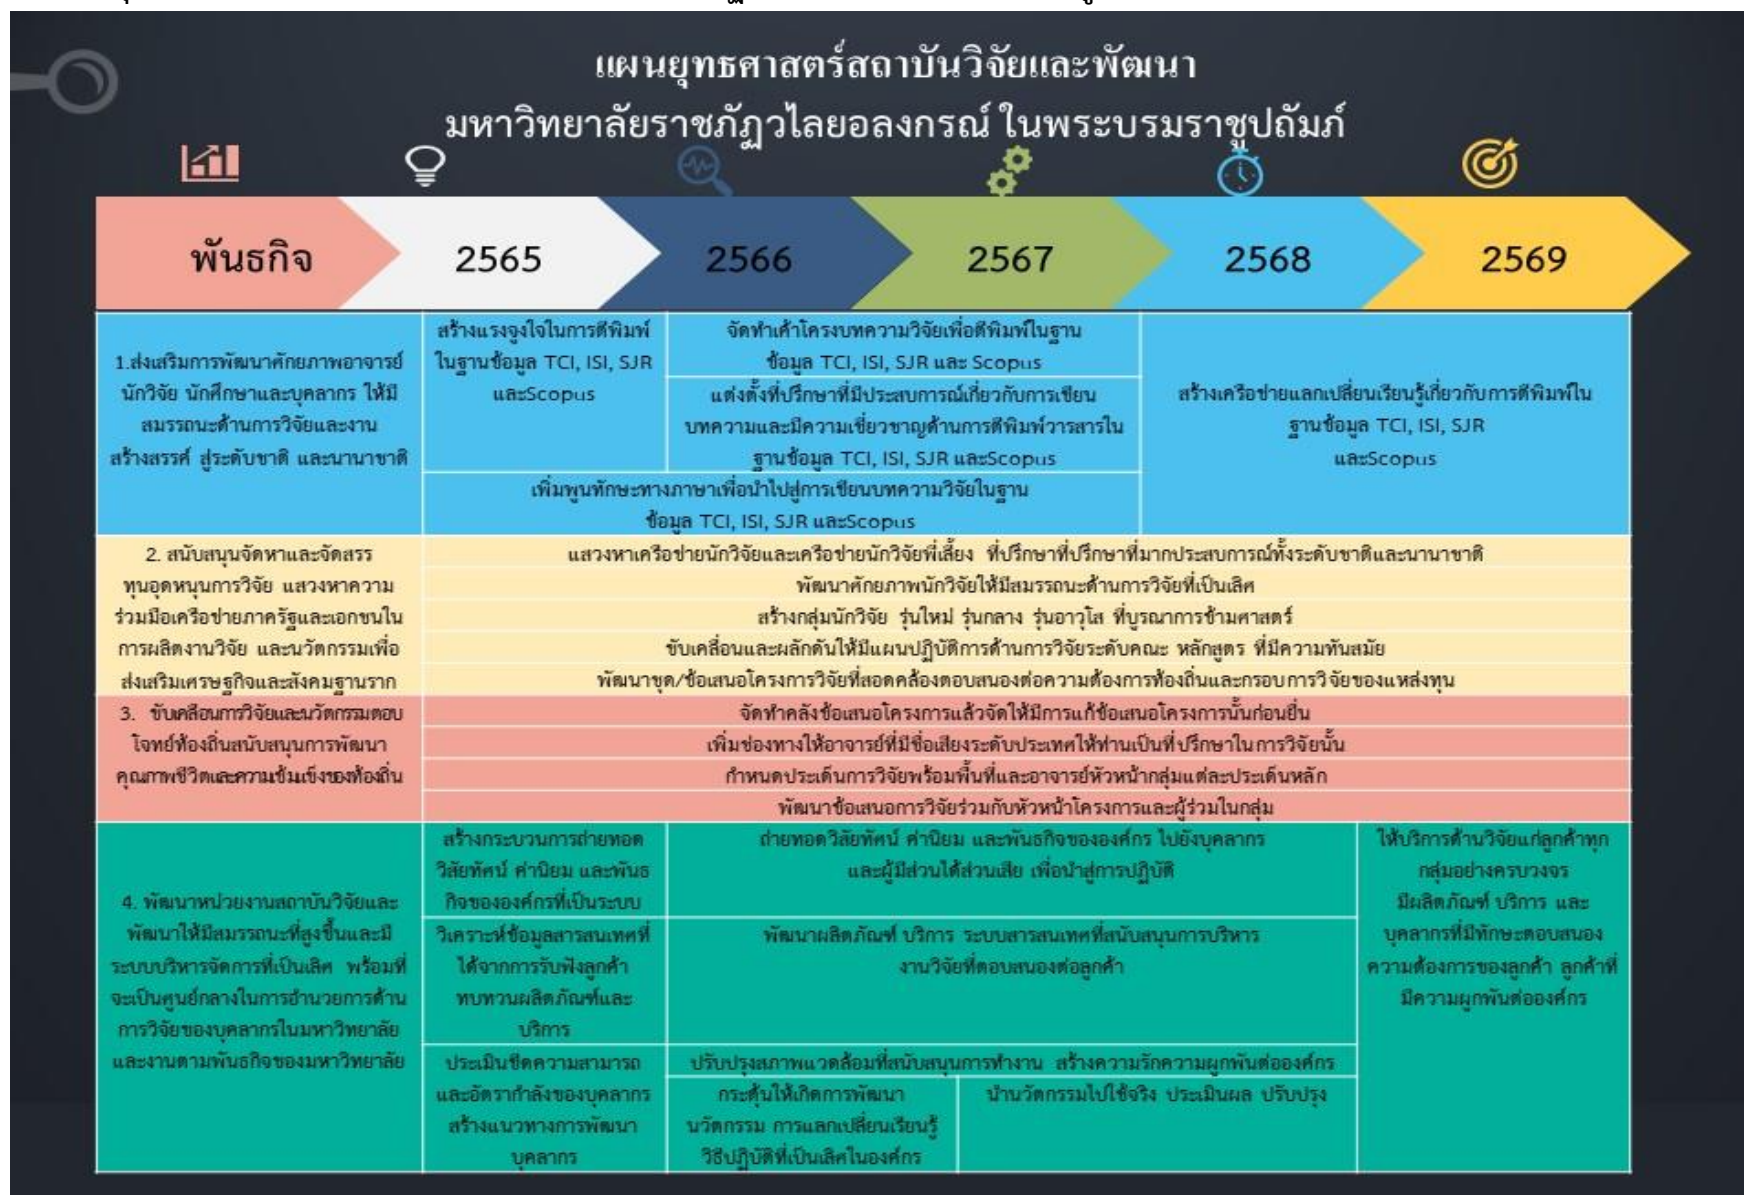 แผนยุทธศาสตร์สถาบันวิจัยและพัฒนา
มหาวิทยาลัยราชภัฏวไลยอลงกรณ์ ในพระบรมราชูปถัมภ์
พันธกิจ
2565
2566
2567
2568
2569
1.ส่งเสริมการพัฒนาศักยภาพอาจารย์
นักวิจัย นักศึกษาและบุคลากร ให้มี
สมรรถนะด้านการวิจัยและงาน
สร้างสรรค์ สู่ระดับชาติ และนานาชาติ
สร้างแรงจูงใจในการตีพิมพ์
ในฐานข้อมูล TCI, ISI, SJR
และScopus
จัดทำเค้าโครงบทความวิจัยเพื่อตีพิมพ์ในฐาน
ข้อมูล TCI, ISI, SJR และ Scopus
แต่งตั้งที่ปรึกษาที่มีประสบการณ์เกี่ยวกับการเขียน
บทความและมีความเชี่ยวชาญด้านการตีพิมพ์วารสารใน
ฐานข้อมูล TCI, ISI, SJR และScopus
สร้างเครือข่ายแลกเปลี่ยนเรียนรู้เกี่ยวกับการตีพิมพ์ใน
ฐานข้อมูล TCI, ISI, SJR
และScopus
เพิ่มพูนทักษะทางภาษาเพื่อนำไปสู่การเขียนบทความวิจัยในฐาน
ข้อมูล TCI, ISI, SJR และScopus
2. สนับสนุนจัดหาและจัดสรร
ทุนอุดหนุนการวิจัย แสวงหาความ
ร่วมมือเครือข่ายภาครัฐและเอกชนใน
การผลิตงานวิจัย และนวัตกรรมเพื่อ
ส่งเสริมเศรษฐกิจและสังคมฐานราก
แสวงหาเครือข่ายนักวิจัยและเครือข่ายนักวิจัยพี่เลี้ยง ที่ปรึกษาที่ปรึกษาที่มากประสบการณ์ทั้งระดับชาติและนานาชาติ
พัฒนาศักยภาพนักวิจัยให้มีสมรรถนะด้านการวิจัยที่เป็นเลิศ
สร้างกลุ่มนักวิจัย รุ่นใหม่ รุ่นกลาง รุ่นอาวุโส ที่บูรณาการข้ามศาสตร์
ขับเคลื่อนและผลักดันให้มีแผนปฏิบัติการด้านการวิจัยระดับคณะ หลักสูตร ที่มีความทันสมัย
พัฒนาชุด/ข้อเสนอโครงการวิจัยที่สอดคล้องตอบสนองต่อความต้องการท้องถิ่นและกรอบการวิจัยของแหล่งทุน
3. ขับเคลื่อนการวิจัยและนวัตกรรมตอบ
โจทย์ท้องถิ่นสนับสนุนการพัฒนา
คุณภาพชีวิตและความเข้มแข็งของท้องถิ่น
จัดทำคลังข้อเสนอโครงการแล้วจัดให้มีการแก้ข้อเสนอโครงการนั้นก่อนยื่น
เพิ่มช่องทางให้อาจารย์ที่มีชื่อเสียงระดับประเทศให้ท่านเป็นที่ปรึกษาในการวิจัยนั้น
กำหนดประเด็นการวิจัยพร้อมพื้นที่และอาจารย์หัวหน้ากลุ่มแต่ละประเด็นหลัก
พัฒนาข้อเสนอการวิจัยร่วมกับหัวหน้าโครงการและผู้ร่วมในกลุ่ม
4. พัฒนาหน่วยงานสถาบันวิจัยและ
พัฒนาให้มีสมรรถนะที่สูงขึ้นและมี
ระบบบริหารจัดการที่เป็นเลิศ พร้อมที่
จะเป็นศูนย์กลางในการอำนวยการด้าน
การวิจัยของบุคลากรในมหาวิทยาลัย
และงานตามพันธกิจของมหาวิทยาลัย
สร้างกระบวนการถ่ายทอด
วิสัยทัศน์ ค่านิยม และพันธ
กิจขององค์กรที่เป็นระบบ
ถ่ายทอดวิสัยทัศน์ ค่านิยม และพันธกิจขององค์กร ไปยังบุคลากร
และผู้มีส่วนได้ส่วนเสีย เพื่อนำสู่การปฏิบัติ
ให้บริการด้านวิจัยแก่ลูกค้าทุก
กลุ่มอย่างครบวงจร
มีผลิตภัณฑ์ บริการ และ
บุคลากรที่มีทักษะตอบสนอง
ความต้องการของลูกค้า ลูกค้าที่
มีความผูกพันต่อองค์กร
วิเคราะห์ข้อมูลสารสนเทศที่
ได้จากการรับฟังลูกค้า
ทบทวนผลิตภัณฑ์และ
บริการ
พัฒนาผลิตภัณฑ์ บริการ ระบบสารสนเทศที่สนับสนุนการบริหาร
งานวิจัยที่ตอบสนองต่อลูกค้า
ประเมินขีดความสามารถ
และอัตรากำลังของบุคลากร
สร้างแนวทางการพัฒนา
บุคลากร
ปรับปรุงสภาพแวดล้อมที่สนับสนุนการทำงาน สร้างความรักความผูกพันต่อองค์กร
กระตุ้นให้เกิดการพัฒนา
นวัตกรรม การแลกเปลี่ยนเรียนรู้
วิธีปฏิบัติที่เป็นเลิศในองค์กร
นำนวัตกรรมไปใช้จริง ประเมินผล ปรับปรุง